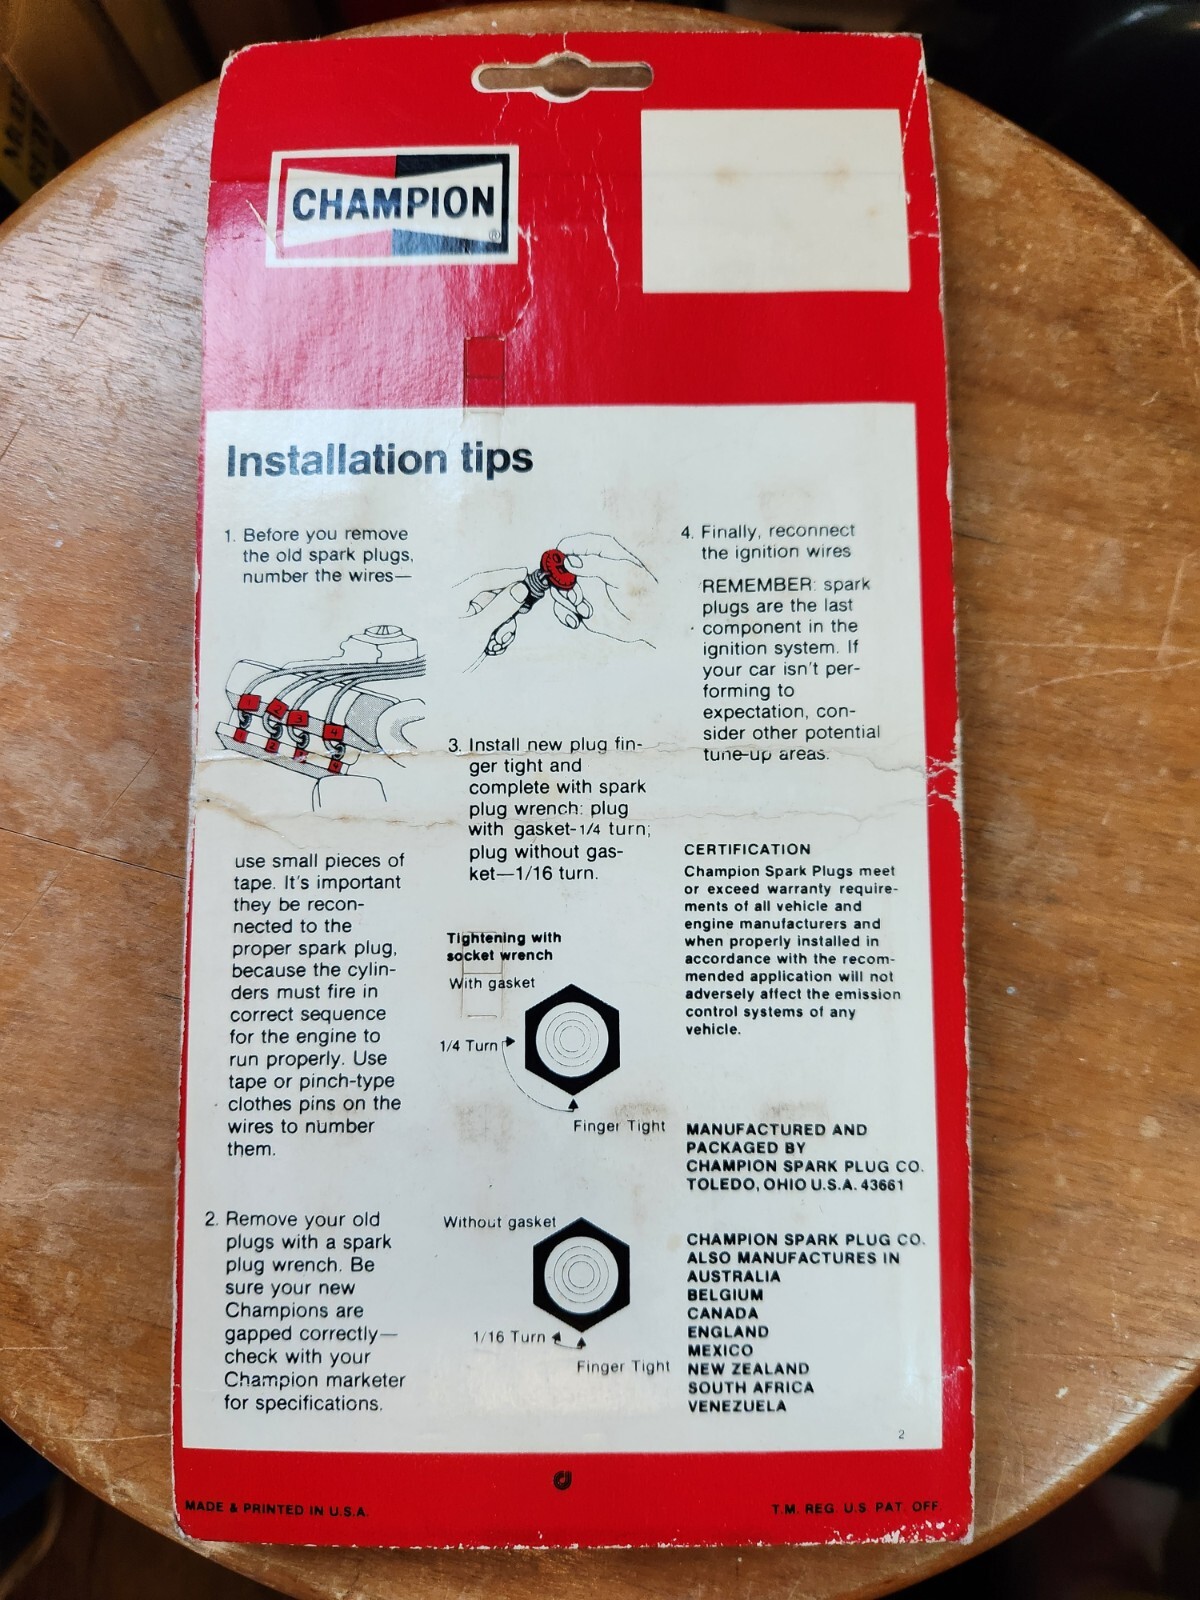 CHAMPION
®
Installation tips
1. Before you remove
the old spark plugs,
number the wires—
1 2 3 4
1 2 4
use small pieces of
tape. It's important
they be recon-
nected to the
proper spark plug,
because the cylin-
ders must fire in
correct sequence
for the engine to
run properly. Use
tape or pinch-type
clothes pins on the
wires to number
them.
2. Remove your old
plugs with a spark
plug wrench. Be
sure your new
Champions are
gapped correctly—
check with your
Champion marketer
for specifications.
3. Install new plug fin-
ger tight and
complete with spark
plug wrench: plug
with gasket-1/4 turn;
plug without gas-
ket—1/16 turn.
Tightening with
socket wrench
With gasket
1/4 Turn
Finger Tight
Without gasket
1/16 Turn
Finger Tight
4. Finally, reconnect
the ignition wires
REMEMBER: spark
plugs are the last
component in the
ignition system. If
your car isn't per-
forming to
expectation, con-
sider other potential
tune-up areas.
CERTIFICATION
Champion Spark Plugs meet
or exceed warranty require-
ments of all vehicle and
engine manufacturers and
when properly installed in
accordance with the recom-
mended application will not
adversely affect the emission
control systems of any
vehicle.
MANUFACTURED AND
PACKAGED BY
CHAMPION SPARK PLUG CO.
TOLEDO, OHIO U.S.A. 43661
CHAMPION SPARK PLUG CO.
ALSO MANUFACTURES IN
AUSTRALIA
BELGIUM
CANADA
ENGLAND
MEXICO
NEW ZEALAND
SOUTH AFRICA
VENEZUELA
2
MADE & PRINTED IN U.S.A.
T.M. REG. U.S. PAT. OFF.